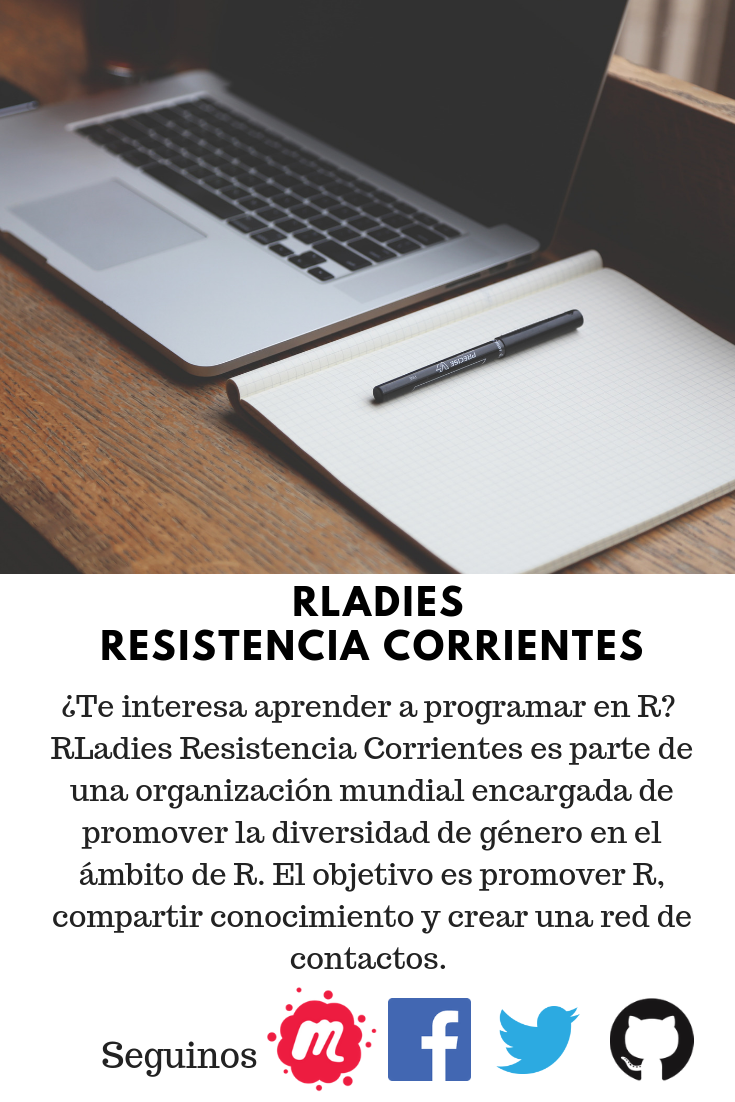 PRECISE V7
RLADIES
RESISTENCIA CORRIENTES
¿Te interesa aprender a programar en R?
RLadies Resistencia Corrientes es parte de
una organización mundial encargada de
promover la diversidad de género en el
ámbito de R. El objetivo es promover R,
compartir conocimiento y crear una red de
contactos.
Seguinos